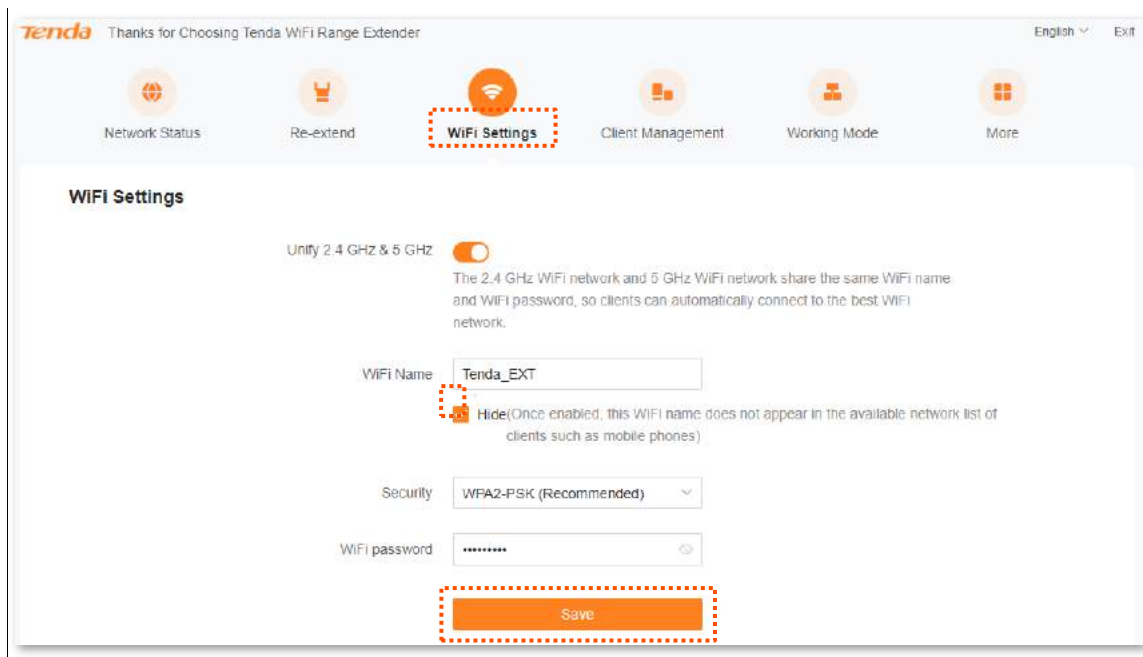 Tenda Thanks for Choosing Tenda WiFi Range Extender English Exit
Network Status Re-extend WiFi Settings Client Management Working Mode More
WiFi Settings
Unify 2.4 GHz & 5 GHz
The 2.4 GHz WiFi network and 5 GHz WiFi network share the same WiFi name
and WiFi password, so clients can automatically connect to the best WiFi
network.
WiFi Name Tenda_EXT
Hide(Once enabled, this WiFi name does not appear in the available network list of
clients such as mobile phones)
Security WPA2-PSK (Recommended)
WiFi password •••••••••
Save